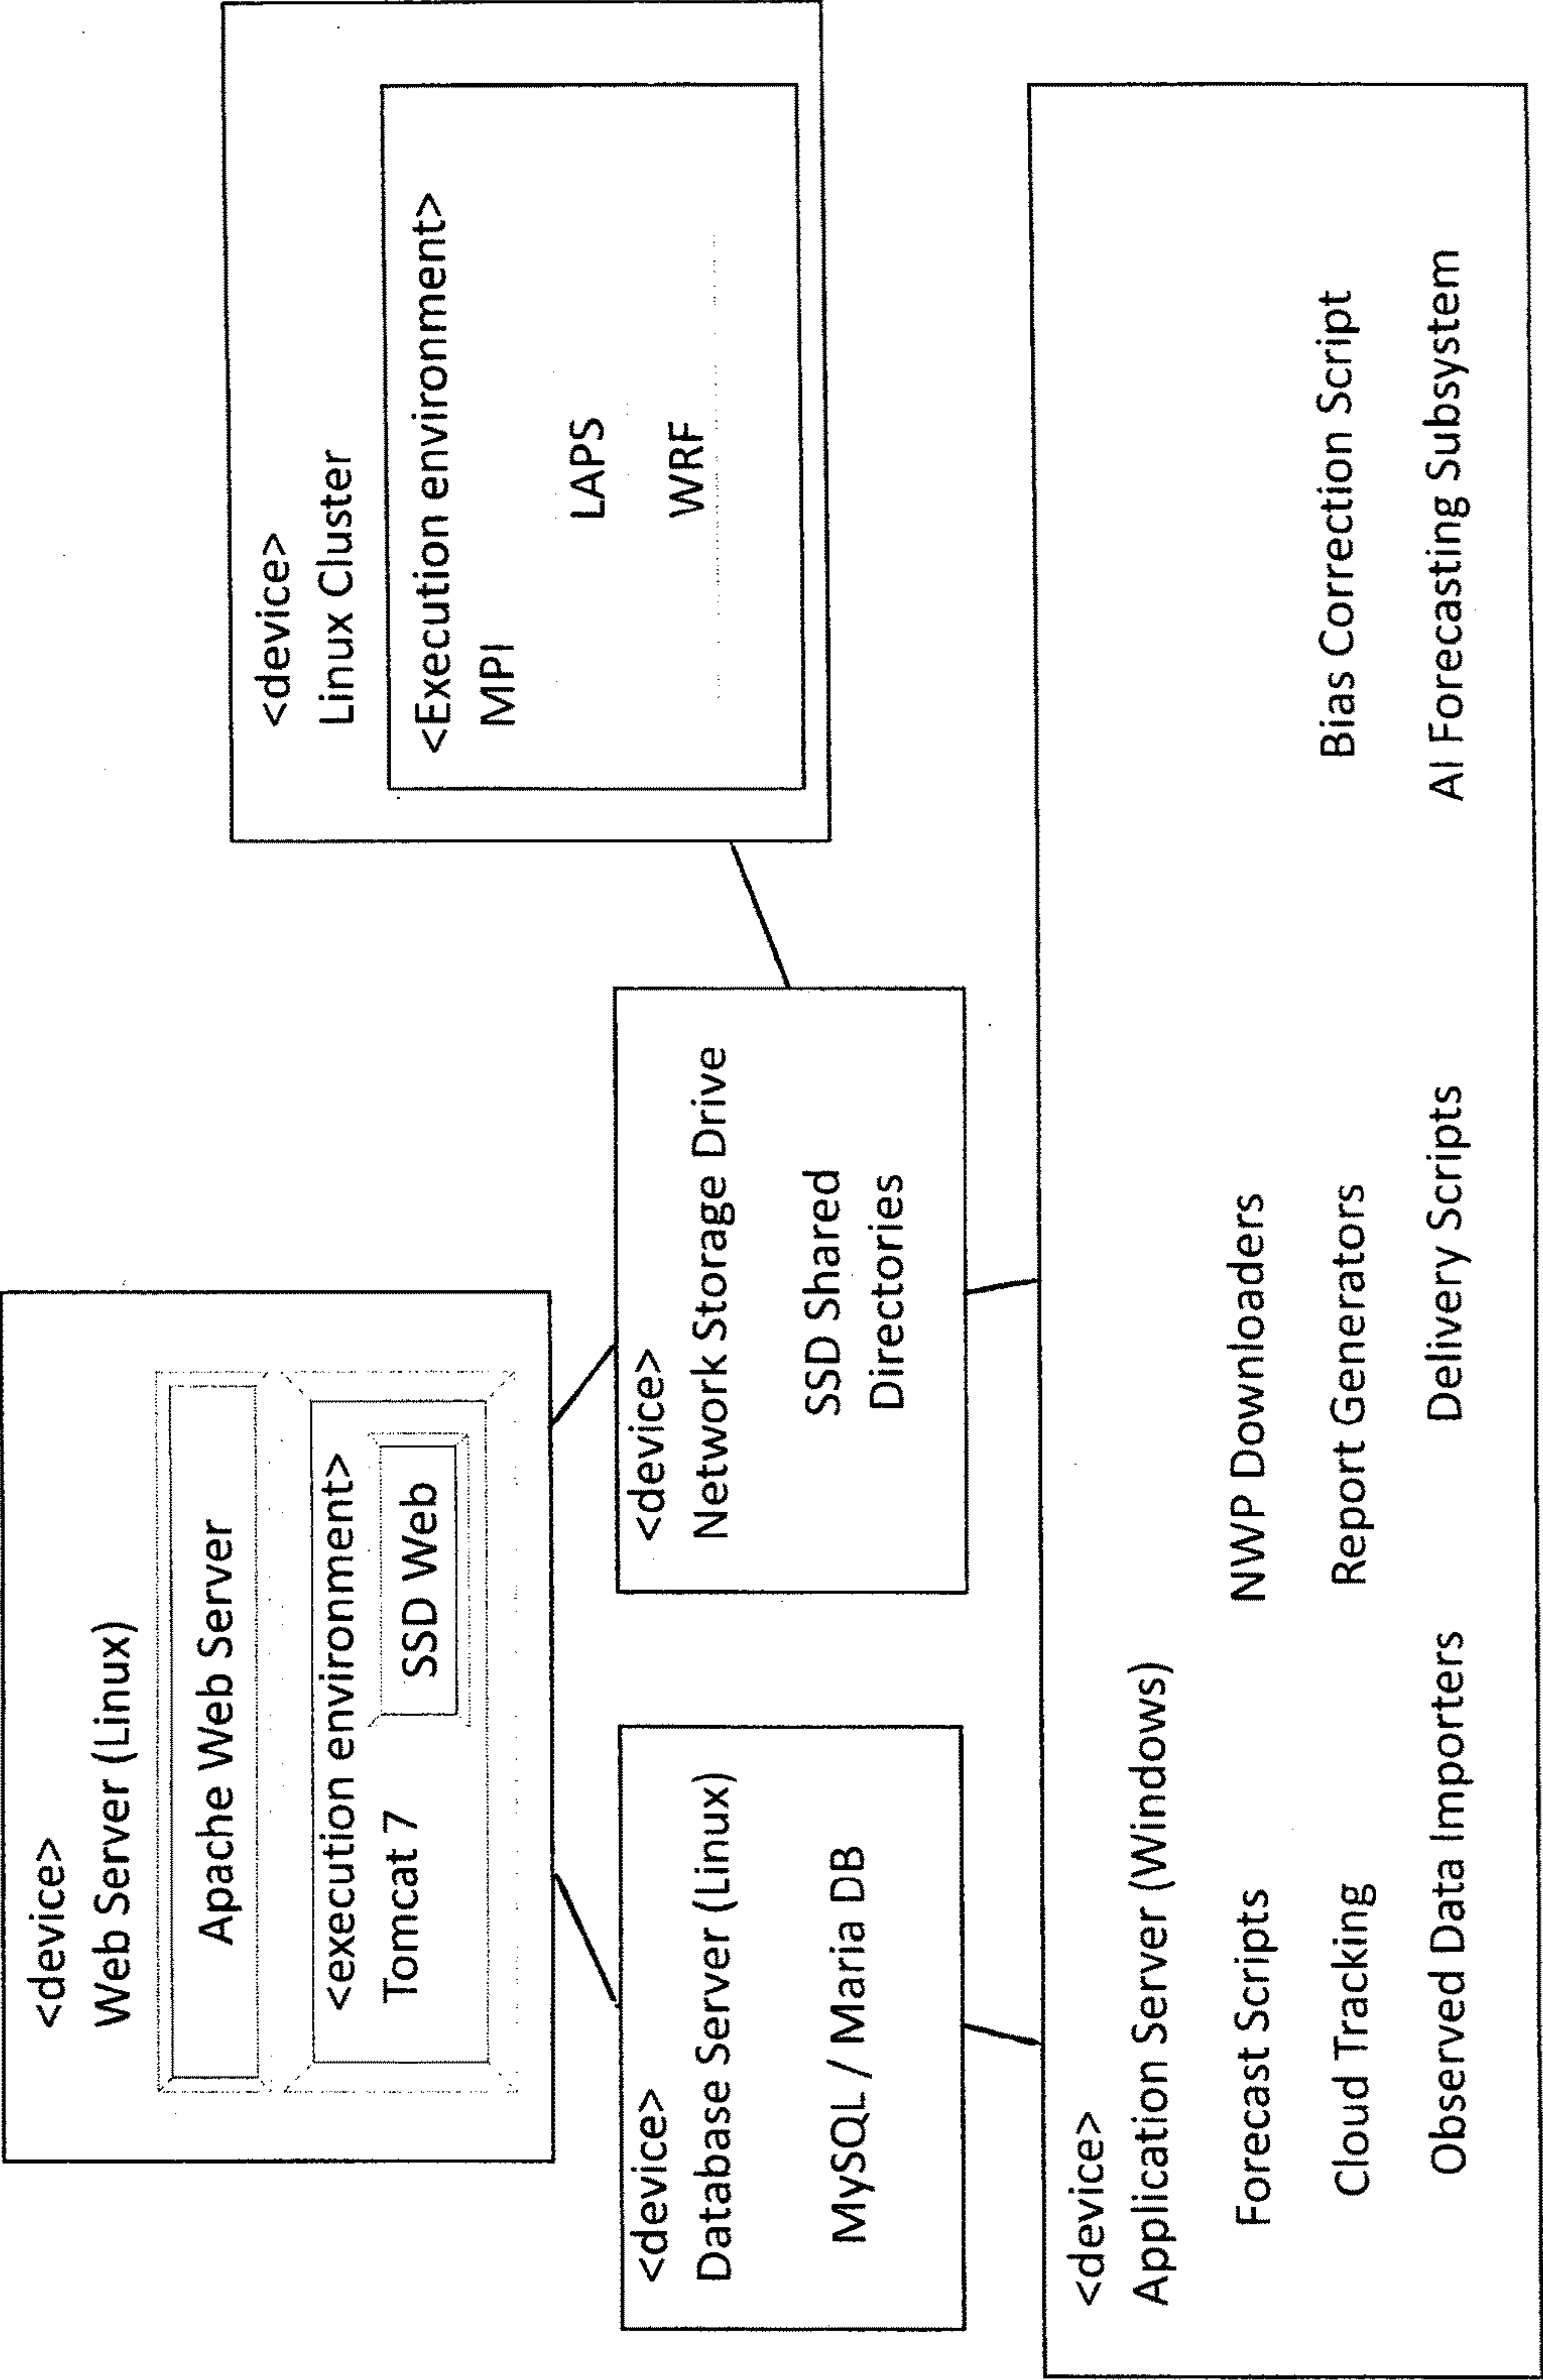 <device>
Web Server (Linux)
Apache Web Server
<execution environment>
Tomcat 7
SSD Web
<device>
Linux Cluster
<Execution environment>
MPI
LAPS
WRF
<device>
Database Server (Linux)
MySQL / Maria DB
<device>
Network Storage Drive
SSD Shared
Directories
<device>
Application Server (Windows)
Forecast Scripts
NWP Downloaders
Cloud Tracking
Report Generators
Bias Correction Script
Observed Data Importers
Delivery Scripts
AI Forecasting Subsystem